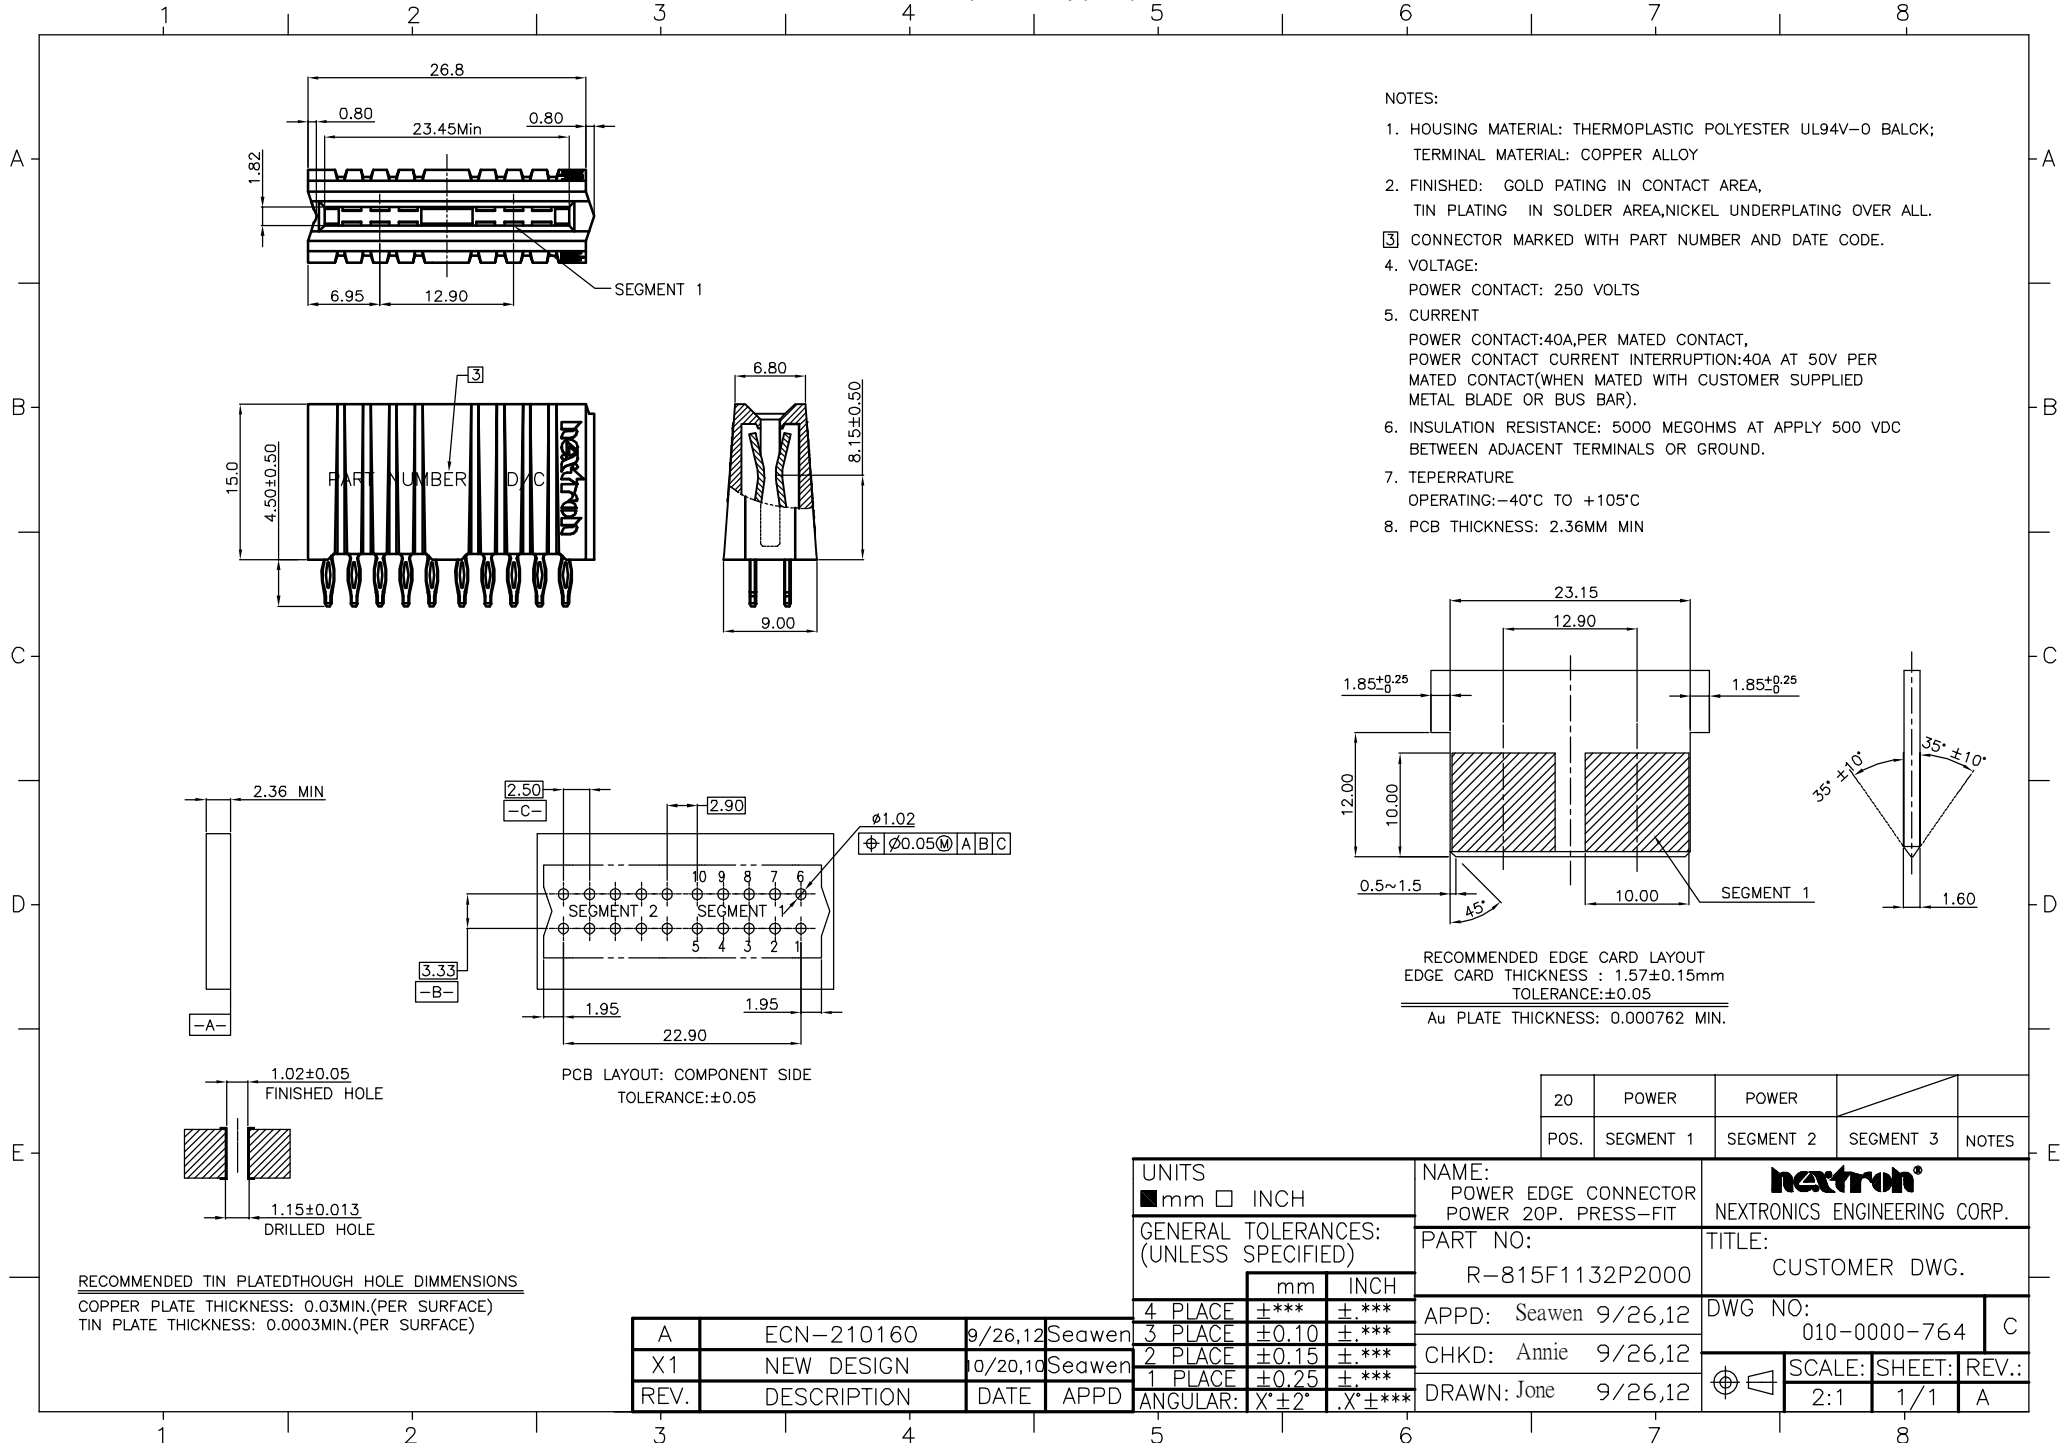 1 2 3 4 5 6 7 8
A
B
C
D
E
A
B
C
D
E
26.8
0.80
0.80
23.45Min
1.82
6.95
12.90
SEGMENT 1
3
15.0
4.50±0.50
PART NUMBER D/C
nextron
6.80
8.15±0.50
9.00
NOTES:
1. HOUSING MATERIAL: THERMOPLASTIC POLYESTER UL94V-0 BALCK;
TERMINAL MATERIAL: COPPER ALLOY
2. FINISHED: GOLD PATING IN CONTACT AREA,
TIN PLATING IN SOLDER AREA,NICKEL UNDERPLATING OVER ALL.
3 CONNECTOR MARKED WITH PART NUMBER AND DATE CODE.
4. VOLTAGE:
POWER CONTACT: 250 VOLTS
5. CURRENT
POWER CONTACT:40A,PER MATED CONTACT,
POWER CONTACT CURRENT INTERRUPTION:40A AT 50V PER
MATED CONTACT(WHEN MATED WITH CUSTOMER SUPPLIED
METAL BLADE OR BUS BAR).
6. INSULATION RESISTANCE: 5000 MEGOHMS AT APPLY 500 VDC
BETWEEN ADJACENT TERMINALS OR GROUND.
7. TEPERRATURE
OPERATING:-40°C TO +105°C
8. PCB THICKNESS: 2.36MM MIN
23.15
12.90
1.85+0.25 -0
1.85+0.25 -0
12.00
10.00
0.5~1.5
45°
10.00
SEGMENT 1
35° ±10°
35° ±10°
1.60
RECOMMENDED EDGE CARD LAYOUT
EDGE CARD THICKNESS : 1.57±0.15mm
TOLERANCE:±0.05
Au PLATE THICKNESS: 0.000762 MIN.
2.36 MIN
-A-
2.50
-C-
2.90
ø1.02
⌖ Ø0.05Ⓜ A B C
10 9 8 7 6
SEGMENT 2 SEGMENT 1
5 4 3 2 1
3.33
-B-
1.95
1.95
22.90
PCB LAYOUT: COMPONENT SIDE
TOLERANCE:±0.05
1.02±0.05
FINISHED HOLE
1.15±0.013
DRILLED HOLE
RECOMMENDED TIN PLATEDTHOUGH HOLE DIMMENSIONS
COPPER PLATE THICKNESS: 0.03MIN.(PER SURFACE)
TIN PLATE THICKNESS: 0.0003MIN.(PER SURFACE)
20 POWER POWER
POS. SEGMENT 1 SEGMENT 2 SEGMENT 3 NOTES
UNITS
mm INCH
GENERAL TOLERANCES:
(UNLESS SPECIFIED)
mm INCH
4 PLACE ±*** ±.***
3 PLACE ±0.10 ±.***
2 PLACE ±0.15 ±.***
1 PLACE ±0.25 ±.***
ANGULAR: X°±2° .X°±***
NAME:
POWER EDGE CONNECTOR
POWER 20P. PRESS-FIT
PART NO:
R-815F1132P2000
APPD: Seawen 9/26,12
CHKD: Annie 9/26,12
DRAWN: Jone 9/26,12
nextron®
NEXTRONICS ENGINEERING CORP.
TITLE:
CUSTOMER DWG.
DWG NO:
010-0000-764 C
SCALE: SHEET: REV.:
2:1 1/1 A
A ECN-210160 9/26,12 Seawen
X1 NEW DESIGN 10/20,10 Seawen
REV. DESCRIPTION DATE APPD
1 2 3 4 5 6 7 8